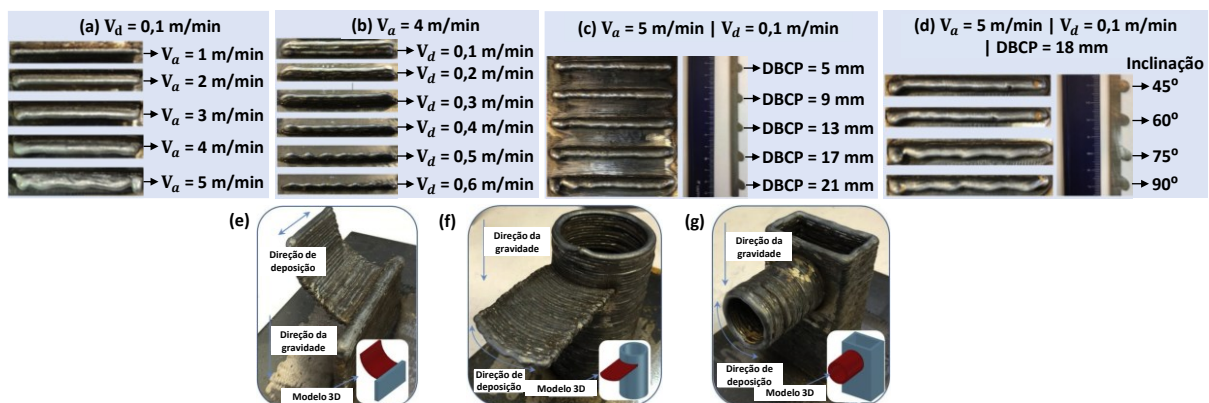 (a) V_d = 0,1 m/min
V_a = 1 m/min
V_a = 2 m/min
V_a = 3 m/min
V_a = 4 m/min
V_a = 5 m/min
(b) V_a = 4 m/min
V_d = 0,1 m/min
V_d = 0,2 m/min
V_d = 0,3 m/min
V_d = 0,4 m/min
V_d = 0,5 m/min
V_d = 0,6 m/min
(c) V_a = 5 m/min | V_d = 0,1 m/min
DBCP = 5 mm
DBCP = 9 mm
DBCP = 13 mm
DBCP = 17 mm
DBCP = 21 mm
(d) V_a = 5 m/min | V_d = 0,1 m/min
| DBCP = 18 mm
Inclinação
45º
60º
75º
90º
(e)
Direção de
deposição
Direção da
gravidade
Modelo 3D
(f)
Direção da
gravidade
Direção de
deposição
Modelo 3D
(g)
Direção da
gravidade
Direção de
deposição
Modelo 3D